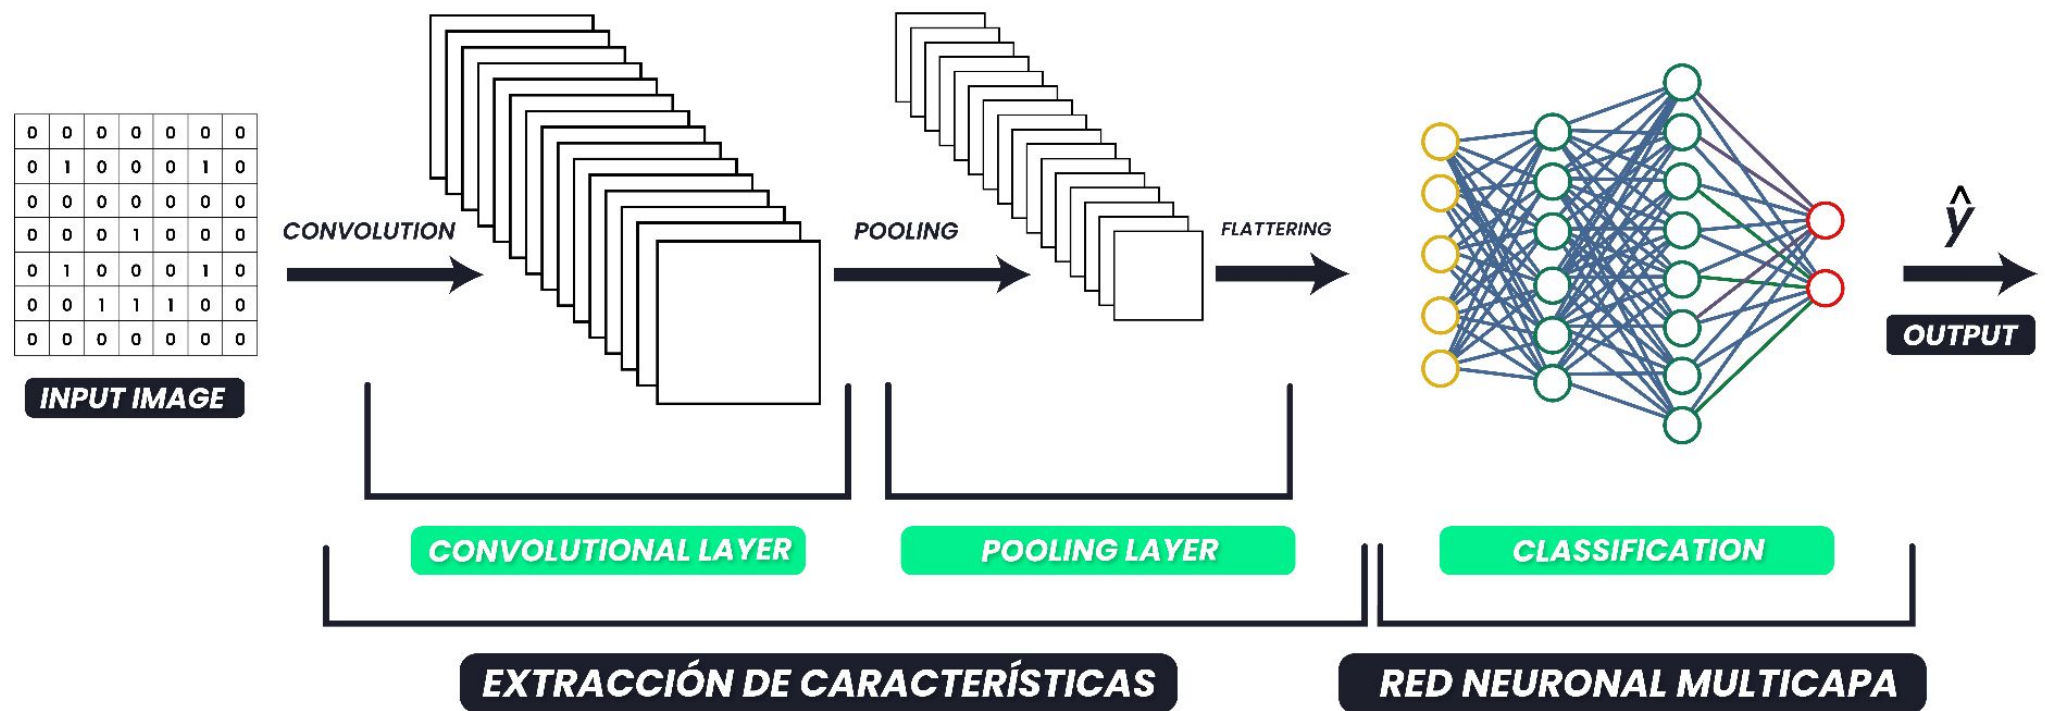 0 0 0 0 0 0 0
0 1 0 0 0 1 0
0 0 0 0 0 0 0
0 0 0 1 0 0 0
0 1 0 0 0 1 0
0 0 1 1 1 0 0
0 0 0 0 0 0 0
INPUT IMAGE
CONVOLUTION
POOLING
FLATTERING
ŷ
OUTPUT
CONVOLUTIONAL LAYER
POOLING LAYER
CLASSIFICATION
EXTRACCIÓN DE CARACTERÍSTICAS
RED NEURONAL MULTICAPA